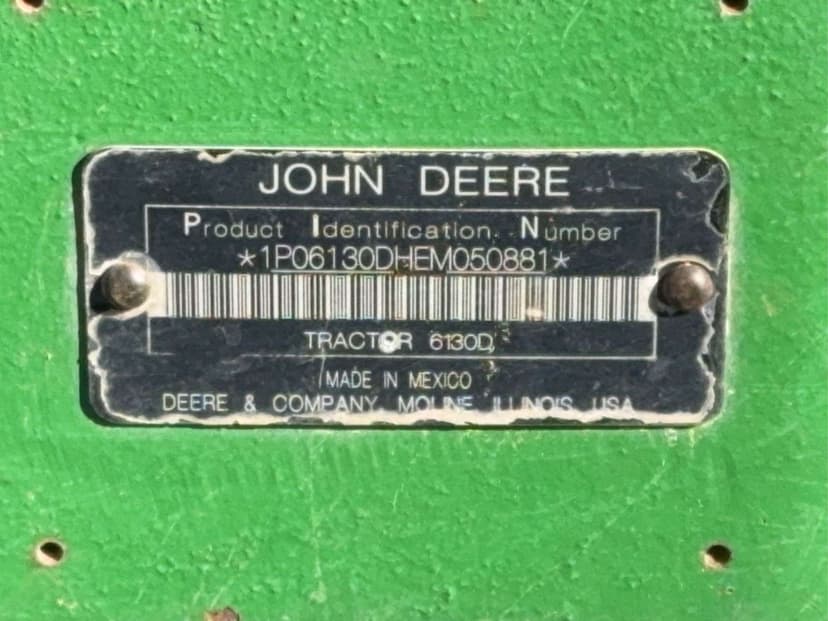 JOHN DEERE
Product Identification Number
*1P06130DHEM050881*
TRACTOR 6130D
MADE IN MEXICO
DEERE & COMPANY MOLINE ILLINOIS USA